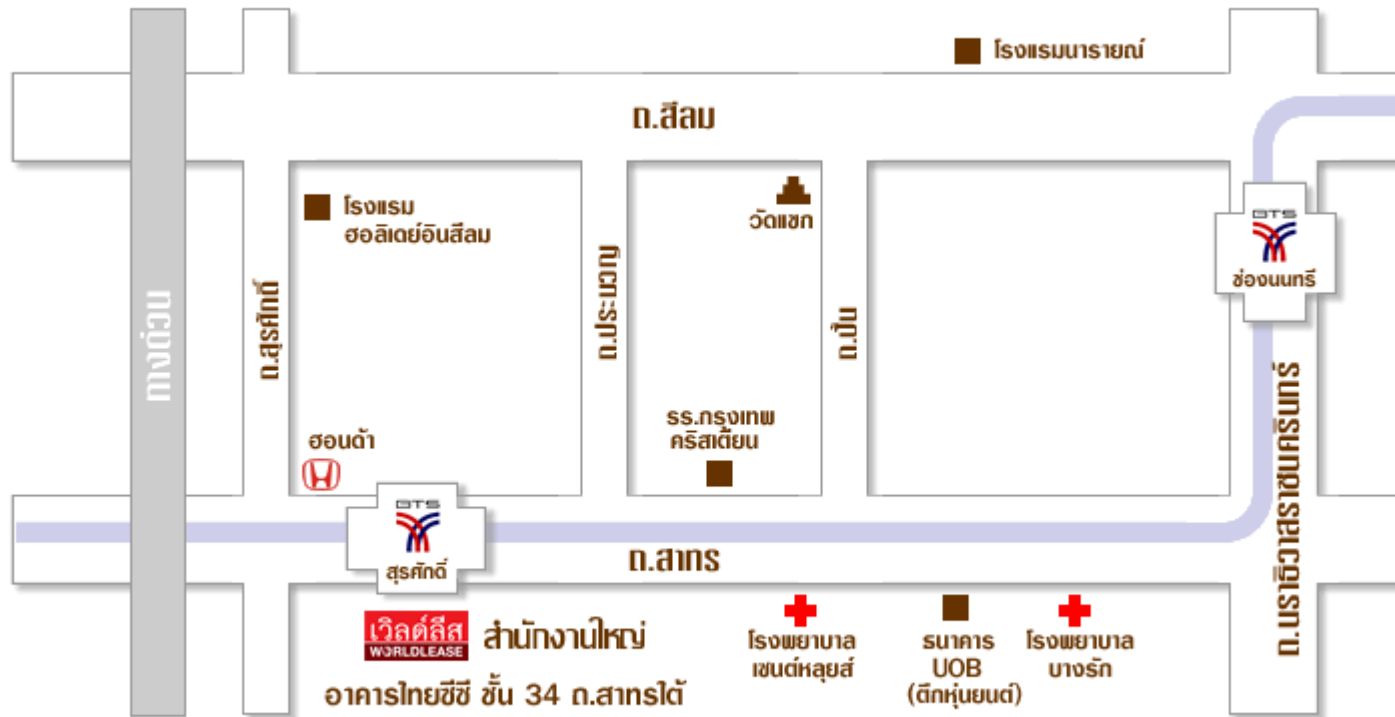 โรงแรมนารายณ์
ถ.สีลม
โรงแรม
ฮอลิเดย์อินสีลม
วัดแขก
BTS
ช่องนนทรี
ทางด่วน
ถ.สุรศักดิ์
ถ.ประมวญ
ถ.ปั้น
ถ.นราธิวาสราชนครินทร์
ฮอนด้า
รร.กรุงเทพ
คริสเตียน
BTS
สุรศักดิ์
ถ.สาทร
เวิลด์ลีส
WORLDLEASE
สำนักงานใหญ่
อาคารไทยซีซี ชั้น 34 ถ.สาทรใต้
โรงพยาบาล
เซนต์หลุยส์
ธนาคาร
UOB
(ตึกหุ่นยนต์)
โรงพยาบาล
บางรัก